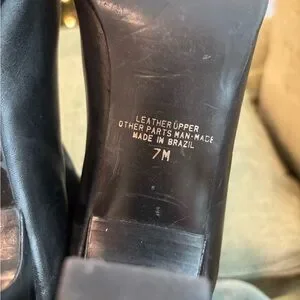 LEATHER UPPER
OTHER PARTS MAN-MADE
MADE IN BRAZIL
7M